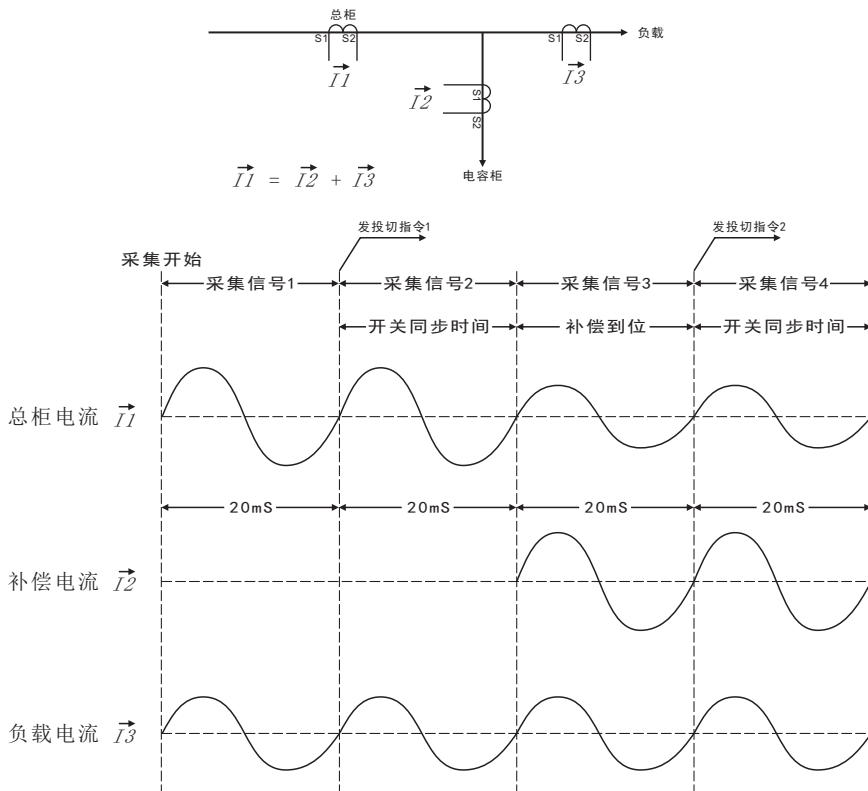 总柜
S1 S2
S1 S2
负载
I1
I3
I2
S1
S2
电容柜
I1 = I2 + I3
发投切指令1
发投切指令2
采集开始
采集信号1
采集信号2
采集信号3
采集信号4
开关同步时间
补偿到位
开关同步时间
总柜电流 I1
20mS
20mS
20mS
20mS
补偿电流 I2
负载电流 I3